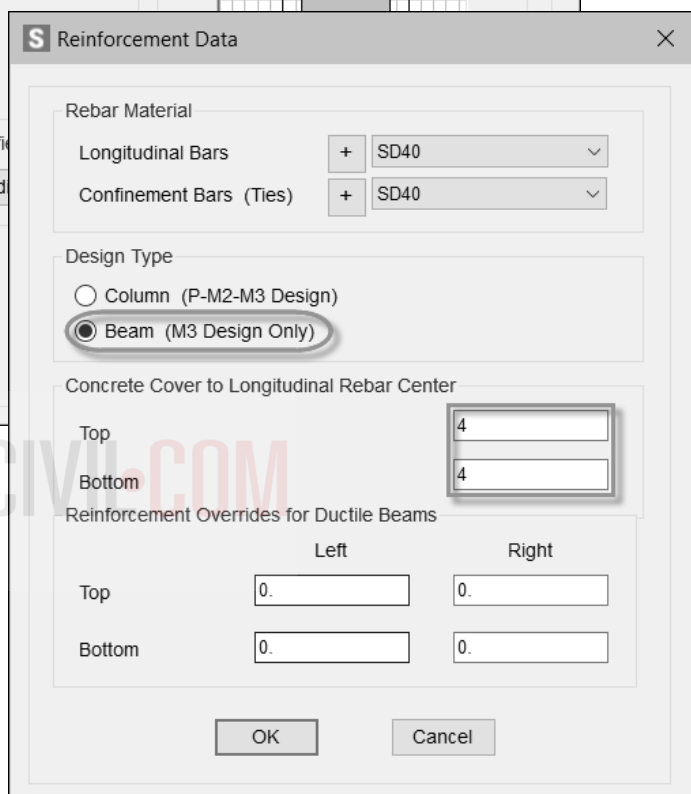 S Reinforcement Data
Rebar Material
Longitudinal Bars + SD40
Confinement Bars (Ties) + SD40
Design Type
Column (P-M2-M3 Design)
Beam (M3 Design Only)
Concrete Cover to Longitudinal Rebar Center
Top 4
Bottom 4
CIVIL•COM
Reinforcement Overrides for Ductile Beams
Left Right
Top 0. 0.
Bottom 0. 0.
OK Cancel